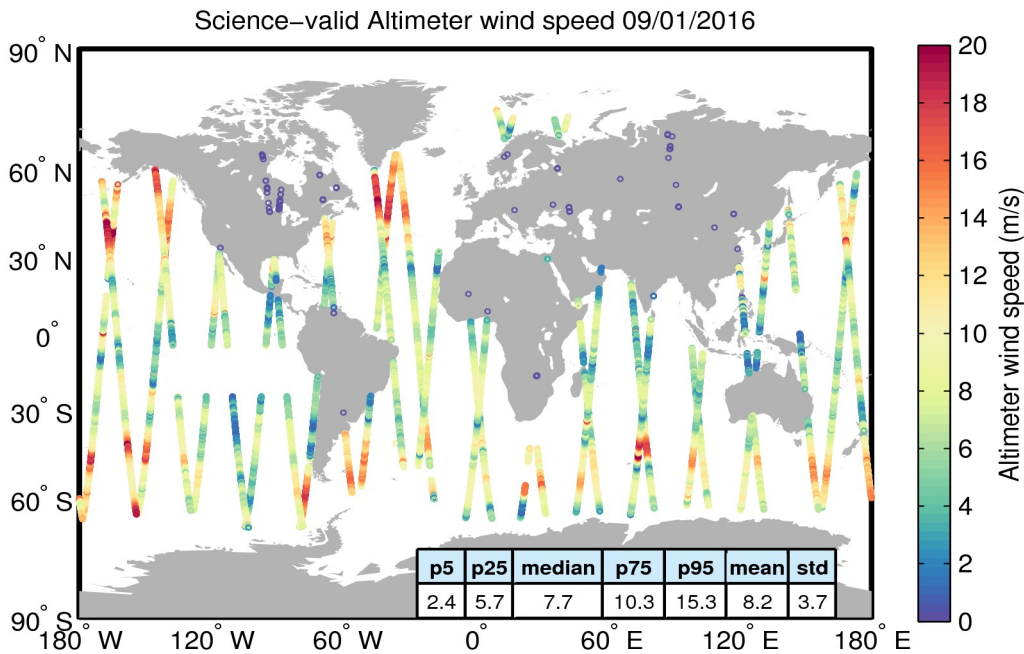 Science−valid Altimeter wind speed 09/01/2016
90° N
60° N
30° N
0°
30° S
60° S
90° S
180° W
120° W
60° W
0°
60° E
120° E
180° E
p5 p25 median p75 p95 mean std
2.4 5.7 7.7 10.3 15.3 8.2 3.7
20
18
16
14
12
10
8
6
4
2
0
Altimeter wind speed (m/s)